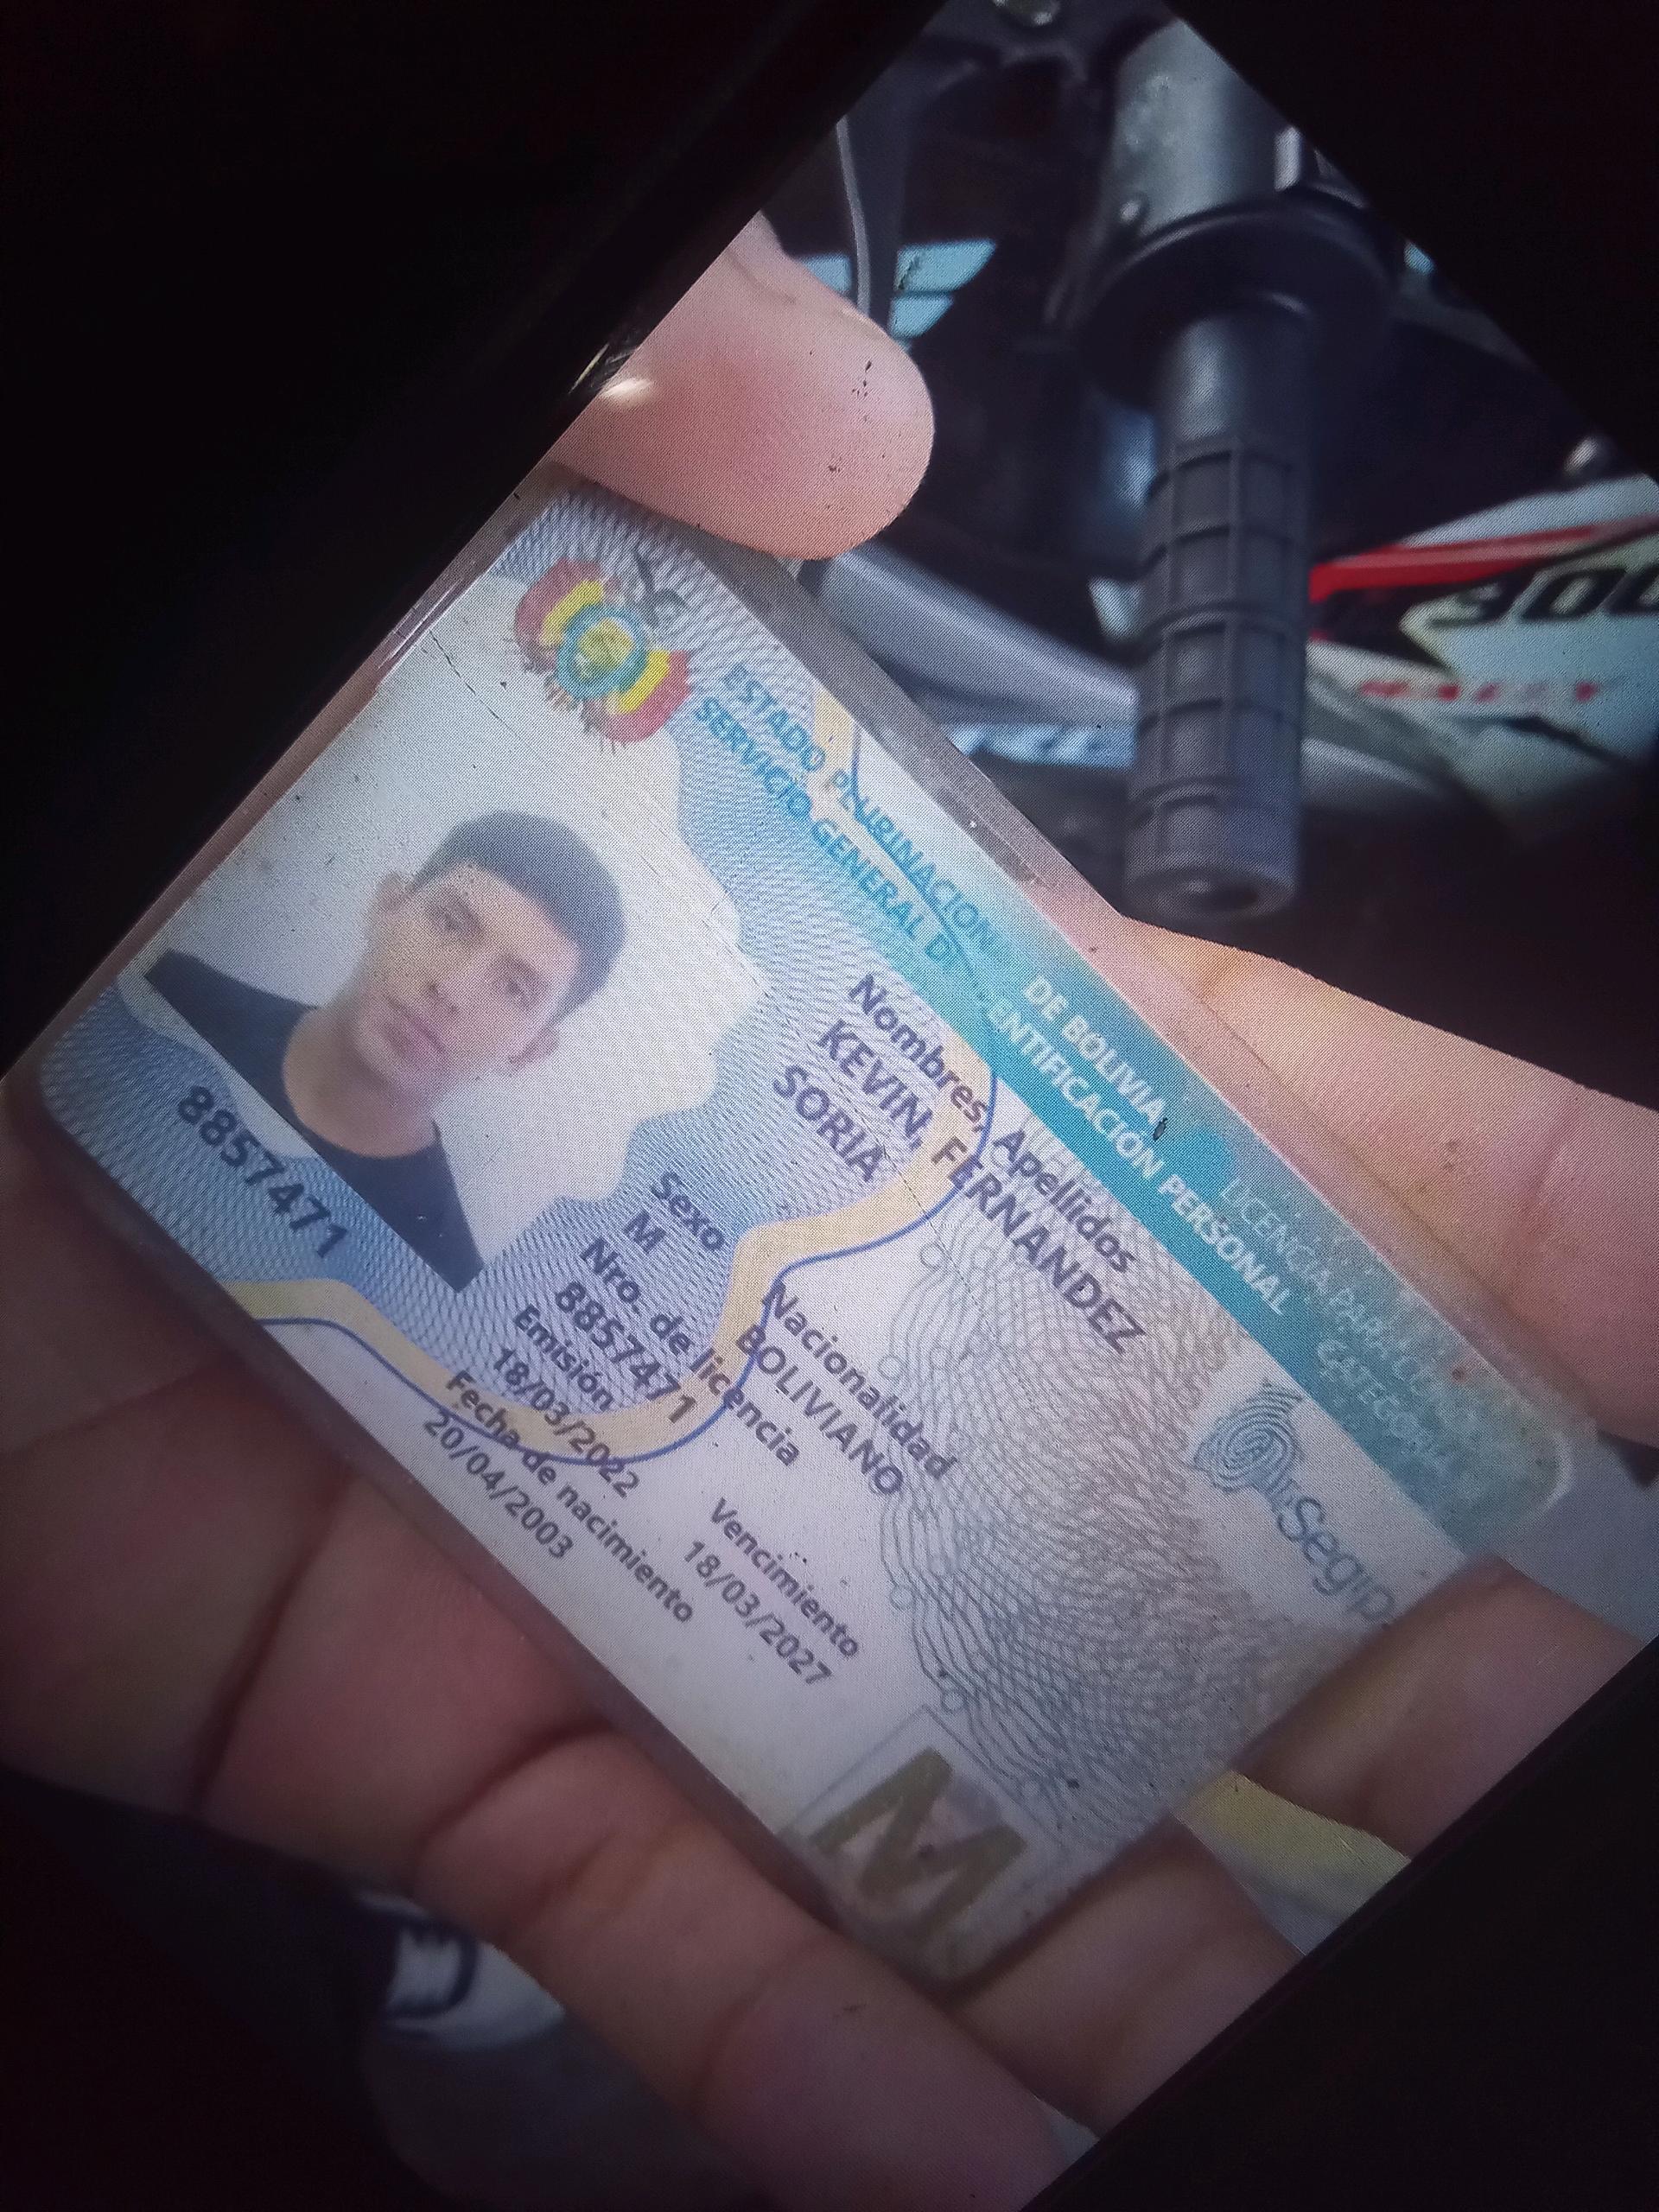 ESTADO PLURINACIONAL DE BOLIVIA
SERVICIO GENERAL DE IDENTIFICACIÓN PERSONAL
LICENCIA PARA CONDUCIR
CATEGORIA
Nombres, Apellidos
KEVIN, FERNANDEZ
SORIA
Sexo Nacionalidad
M BOLIVIANO
Nro. de licencia
8857471
Emisión Vencimiento
18/03/2022 18/03/2027
Fecha de nacimiento
20/04/2003
8857471
Segip
M
300